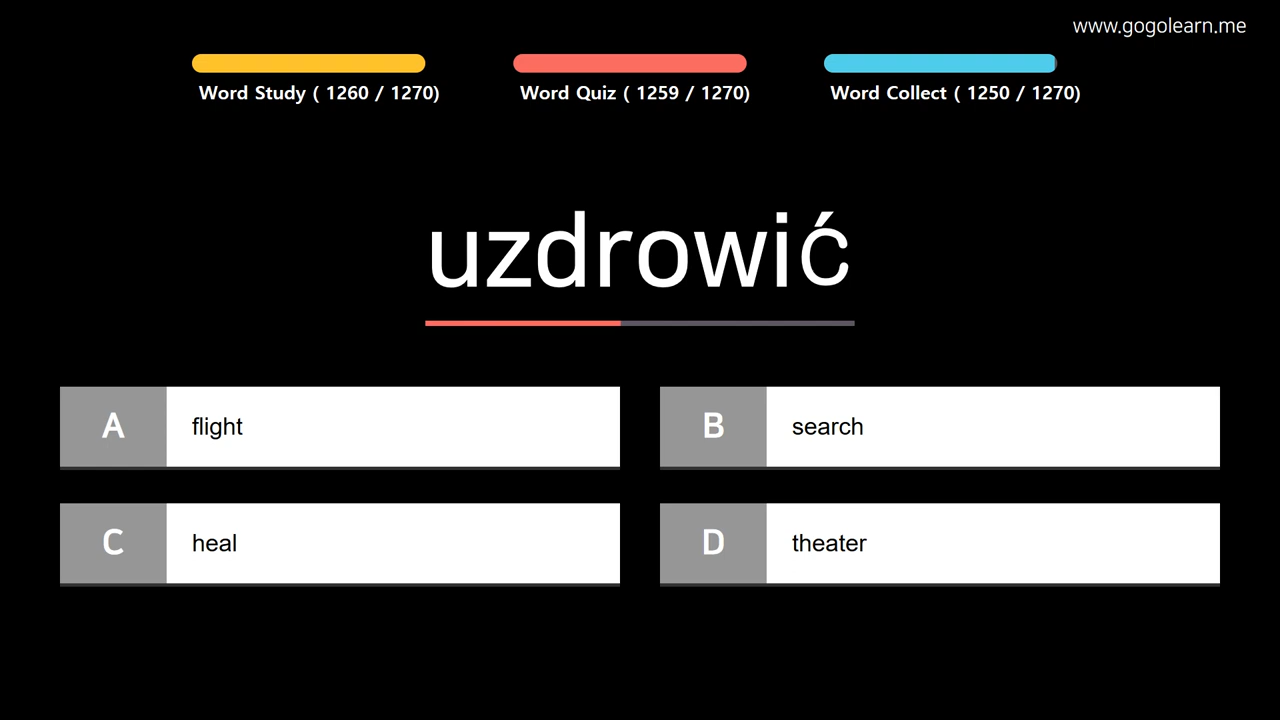 www.gogolearn.me
Word Study ( 1260 / 1270)
Word Quiz ( 1259 / 1270)
Word Collect ( 1250 / 1270)
uzdrowić
A flight
B search
C heal
D theater